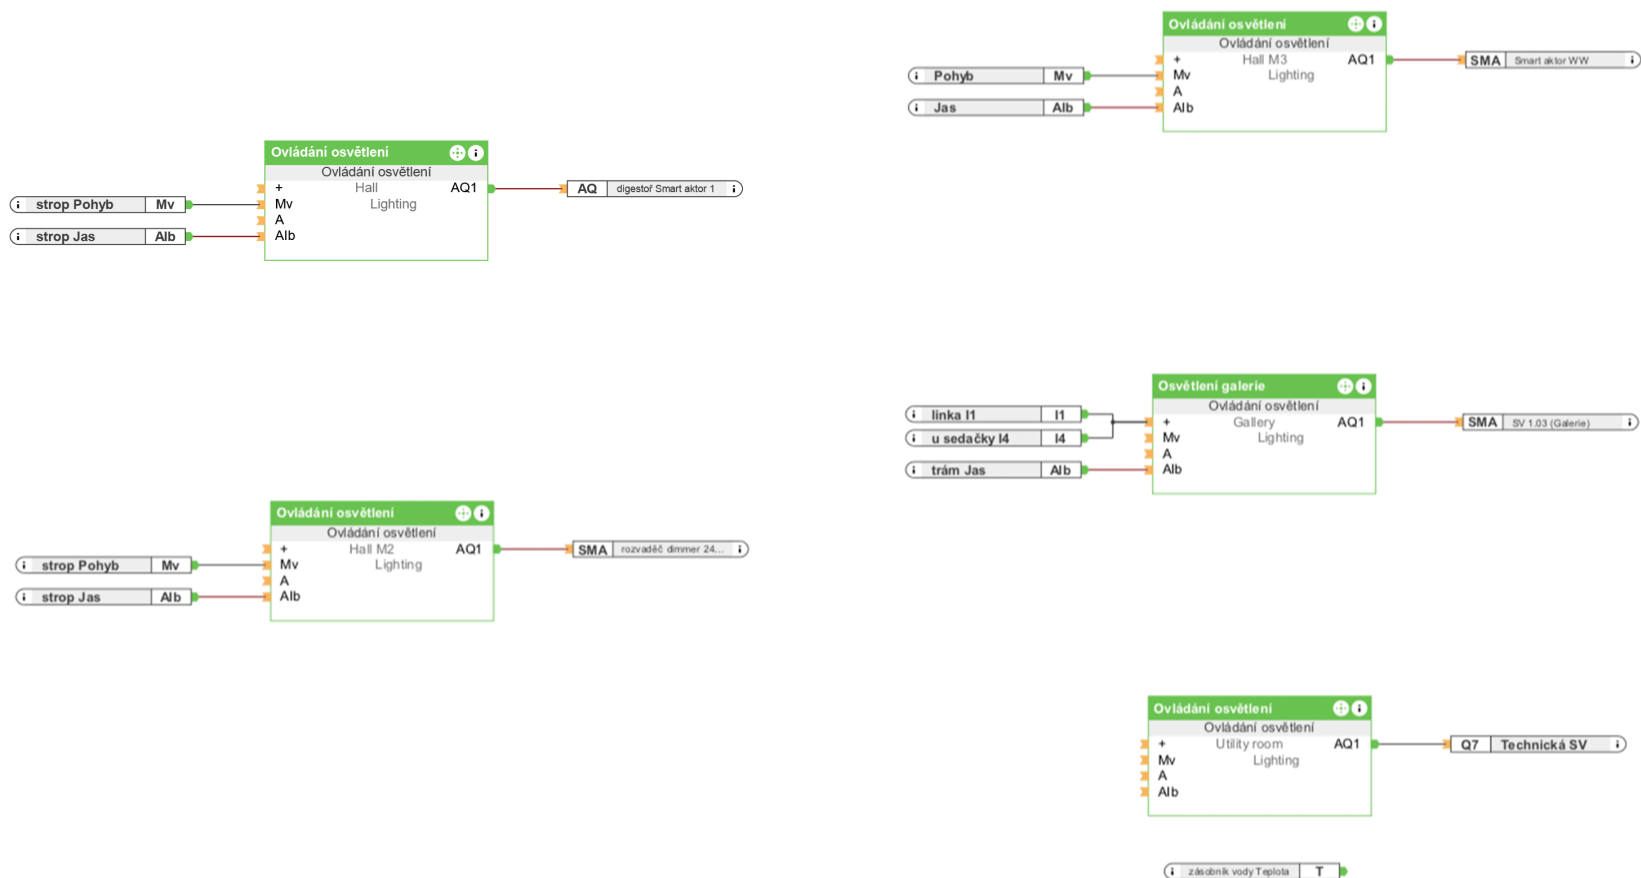 Ovládání osvětlení
Ovládání osvětlení
+ Hall M3 AQ1
SMA Smart aktor WW
Pohyb Mv
Mv Lighting
A
Jas AIb
AIb
Ovládání osvětlení
Ovládání osvětlení
+ Hall AQ1
AQ digestoř Smart aktor 1
strop Pohyb Mv
Mv Lighting
A
strop Jas AIb
AIb
Osvětlení galerie
Ovládání osvětlení
linka I1 I1
+ Gallery AQ1
SMA SV 1.03 (Galerie)
u sedačky I4 I4
Mv Lighting
A
trám Jas AIb
AIb
Ovládání osvětlení
Ovládání osvětlení
+ Hall M2 AQ1
SMA rozvaděč dimmer 24...
strop Pohyb Mv
Mv Lighting
A
strop Jas AIb
AIb
Ovládání osvětlení
Ovládání osvětlení
+ Utility room AQ1
Q7 Technická SV
Mv Lighting
A
AIb
zásobník vody Teplota T